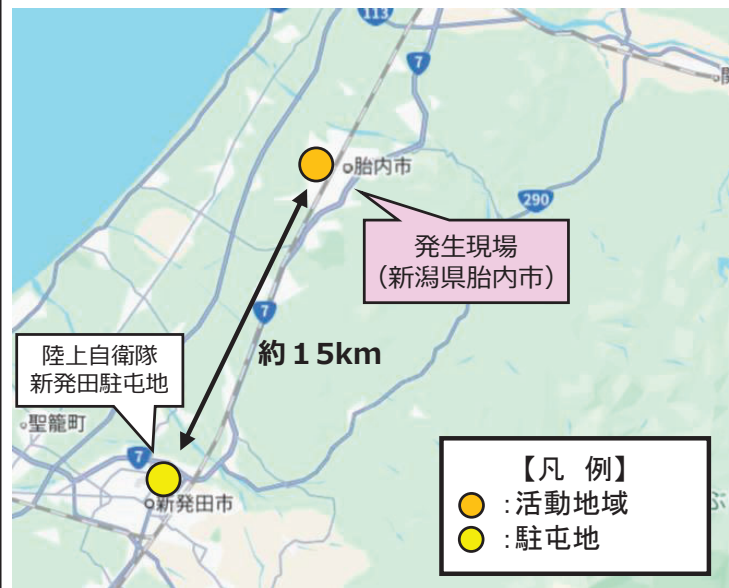 113
7
関
胎内市
290
発生現場
（新潟県胎内市）
7
約１５km
陸上自衛隊
新発田駐屯地
聖籠町
7
新発田市
【凡 例】
：活動地域
：駐屯地
ぶ